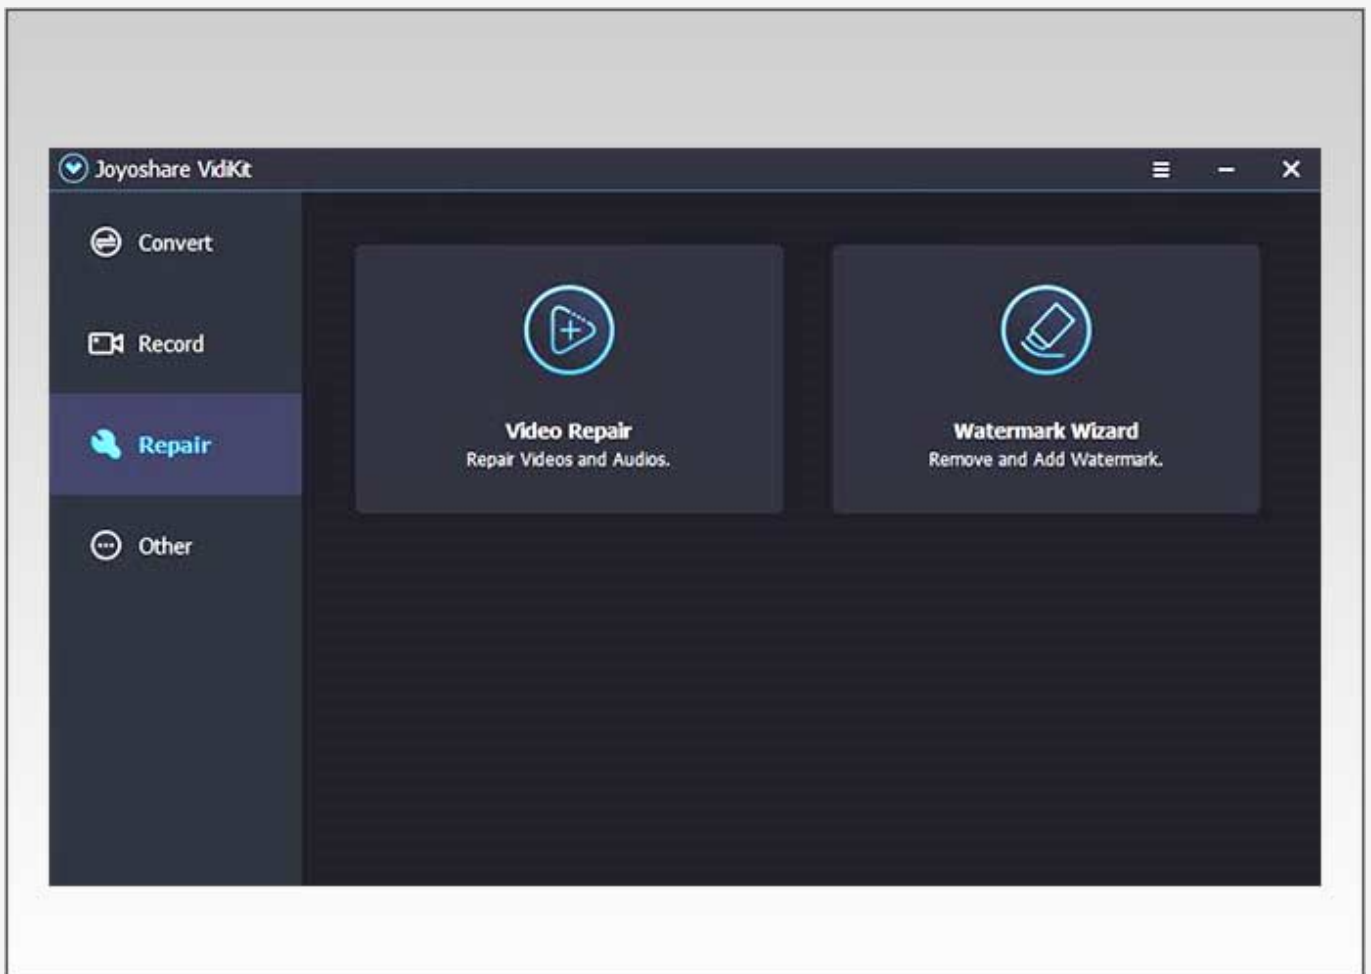 Joyoshare VidiKit
Convert
Record
Repair
Other
Video Repair
Repair Videos and Audios.
Watermark Wizard
Remove and Add Watermark.